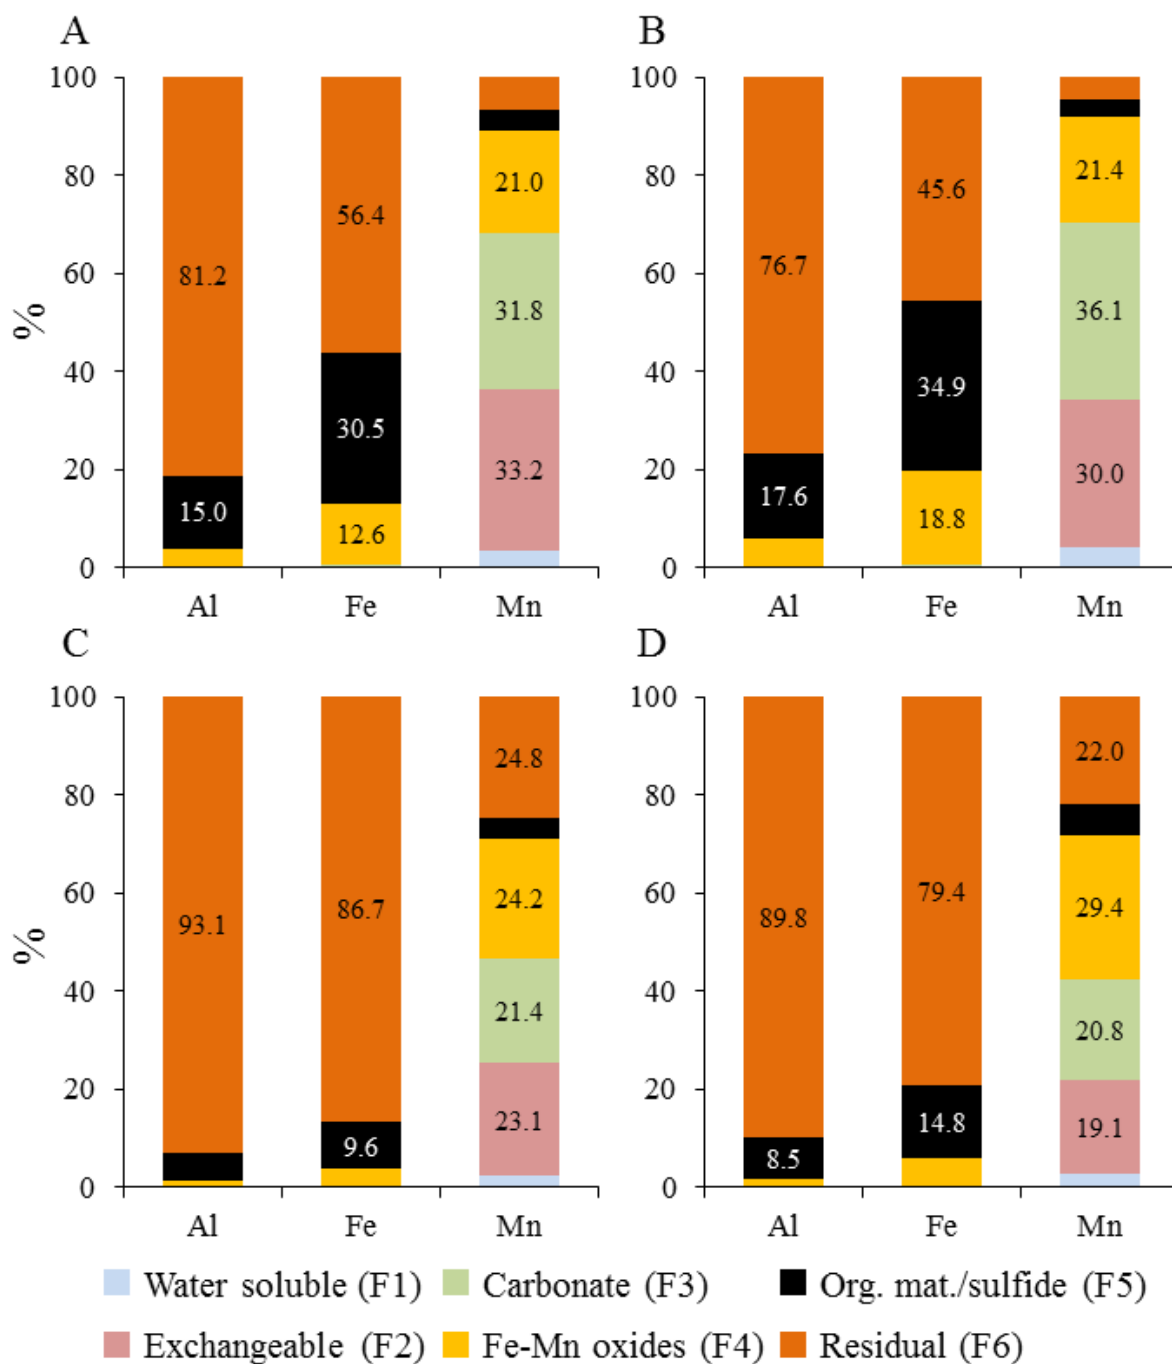 A B
100 100
21.0 21.4
80 80
56.4 45.6
81.2 76.7
60 60
31.8 36.1
% 
40 40
30.5 34.9
33.2 30.0
20 20
15.0 12.6 17.6 18.8
0 0
Al Fe Mn Al Fe Mn
C D
100 100
24.8 22.0
80 80
24.2 29.4
60 60
93.1 86.7 89.8 79.4
%
40 40
21.4 20.8
20 20
23.1 19.1
9.6 8.5 14.8
0 0
Al Fe Mn Al Fe Mn
Water soluble (F1) Carbonate (F3) Org. mat./sulfide (F5)
Exchangeable (F2) Fe-Mn oxides (F4) Residual (F6)